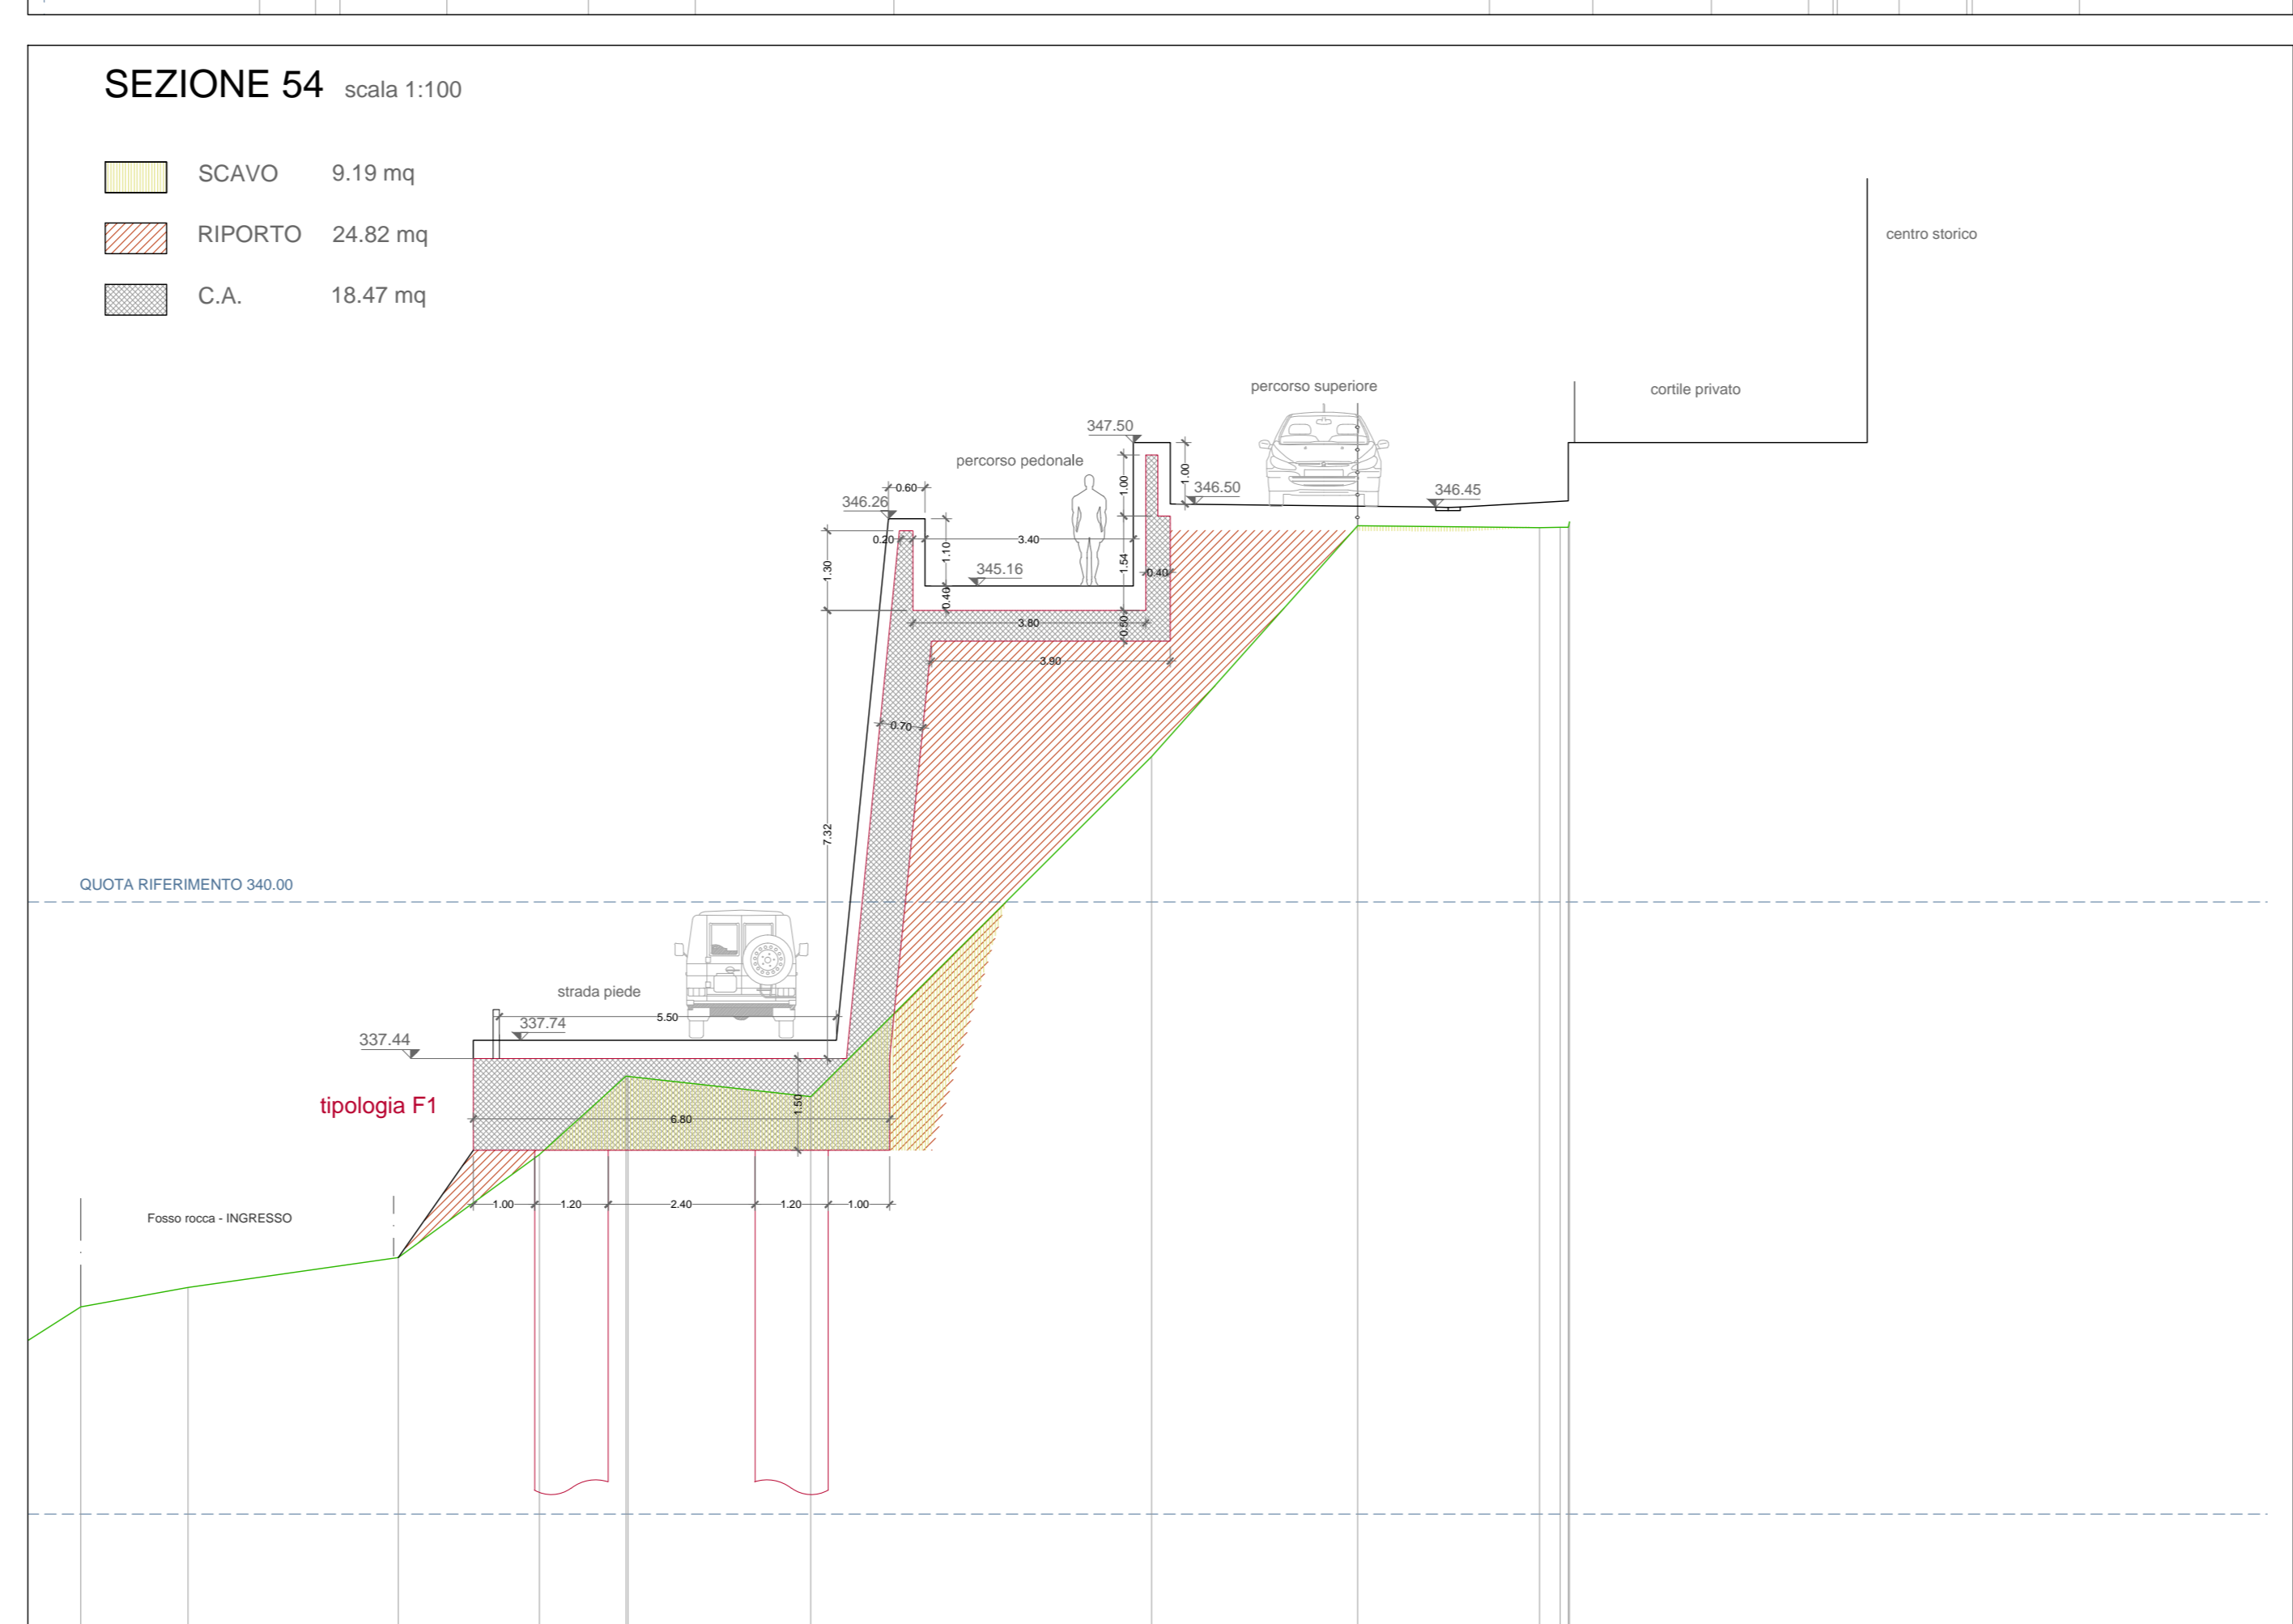 SEZIONE 54 scala 1:100
SCAVO 9.19 mq
RIPORTO 24.82 mq
C.A. 18.47 mq
centro storico
percorso superiore
cortile privato
347.50
percorso pedonale
1.00
1.00
0.60
346.50
346.45
346.26
0.20
3.40
1.10
1.54
1.30
345.16
0.40
0.40
3.80
0.50
3.90
0.70
7.32
QUOTA RIFERIMENTO 340.00
strada piede
5.50
337.74
337.44
tipologia F1
1.50
6.80
1.00
1.20
2.40
1.20
1.00
Fosso rocca - INGRESSO